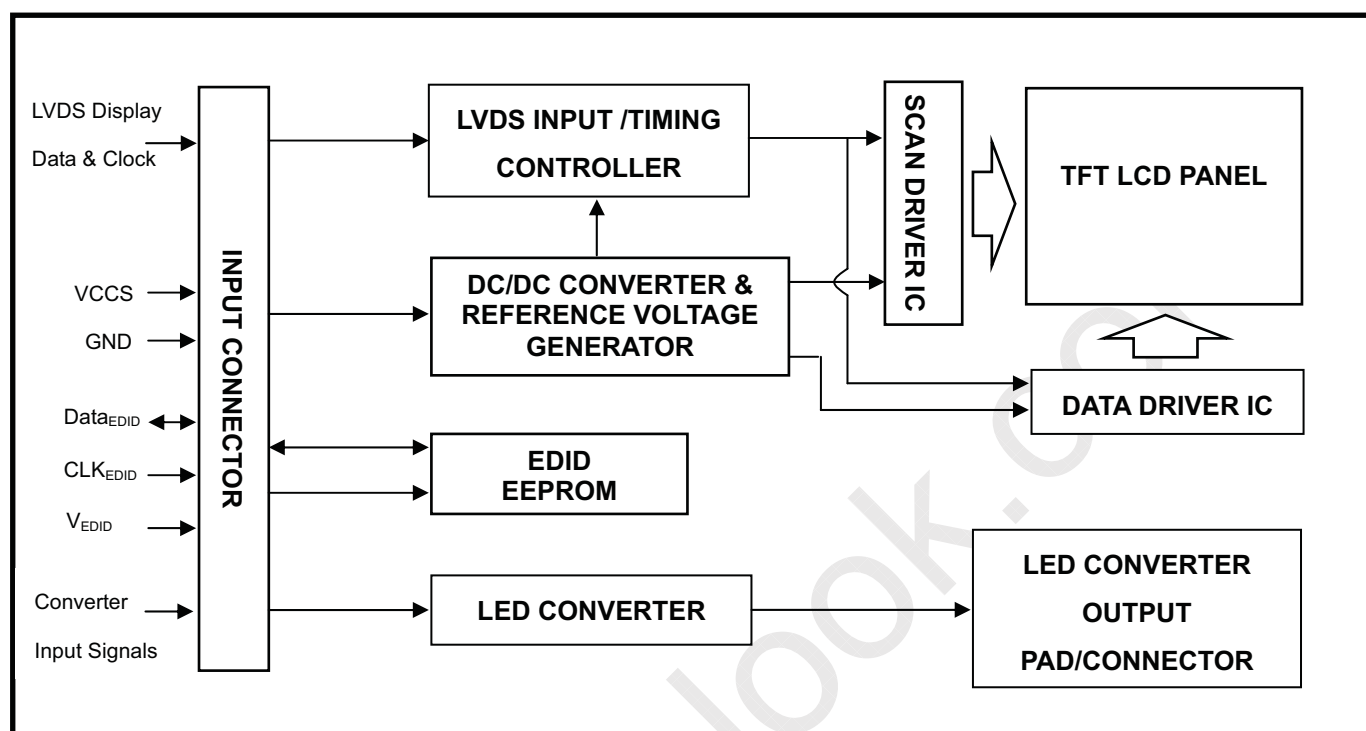 LVDS Display
Data & Clock
VCCS
GND
DataEDID
CLKEDID
VEDID
Converter
Input Signals
INPUT CONNECTOR
LVDS INPUT /TIMING
CONTROLLER
DC/DC CONVERTER &
REFERENCE VOLTAGE
GENERATOR
EDID
EEPROM
LED CONVERTER
SCAN DRIVER IC
TFT LCD PANEL
DATA DRIVER IC
LED CONVERTER
OUTPUT
PAD/CONNECTOR
look.c